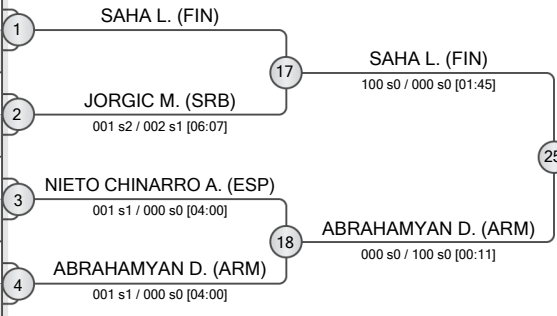 SAHA L. (FIN)
1
17
SAHA L. (FIN)
100 s0 / 000 s0 [01:45]
JORGIC M. (SRB)
2
001 s2 / 002 s1 [06:07]
25
NIETO CHINARRO A. (ESP)
3
001 s1 / 000 s0 [04:00]
18
ABRAHAMYAN D. (ARM)
000 s0 / 100 s0 [00:11]
ABRAHAMYAN D. (ARM)
4
001 s1 / 000 s0 [04:00]